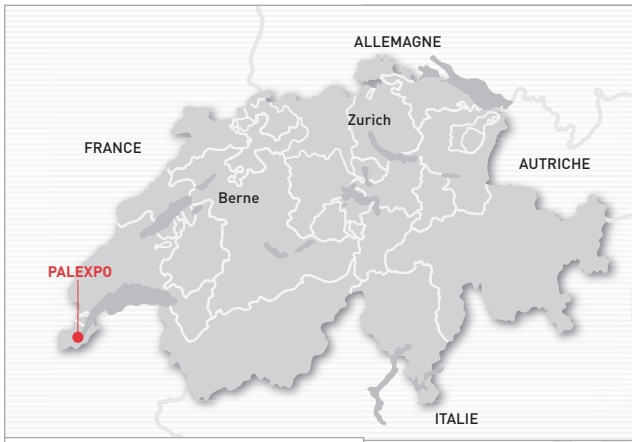 ALLEMAGNE
Zurich
FRANCE
AUTRICHE
Berne
PALEXPO
ITALIE